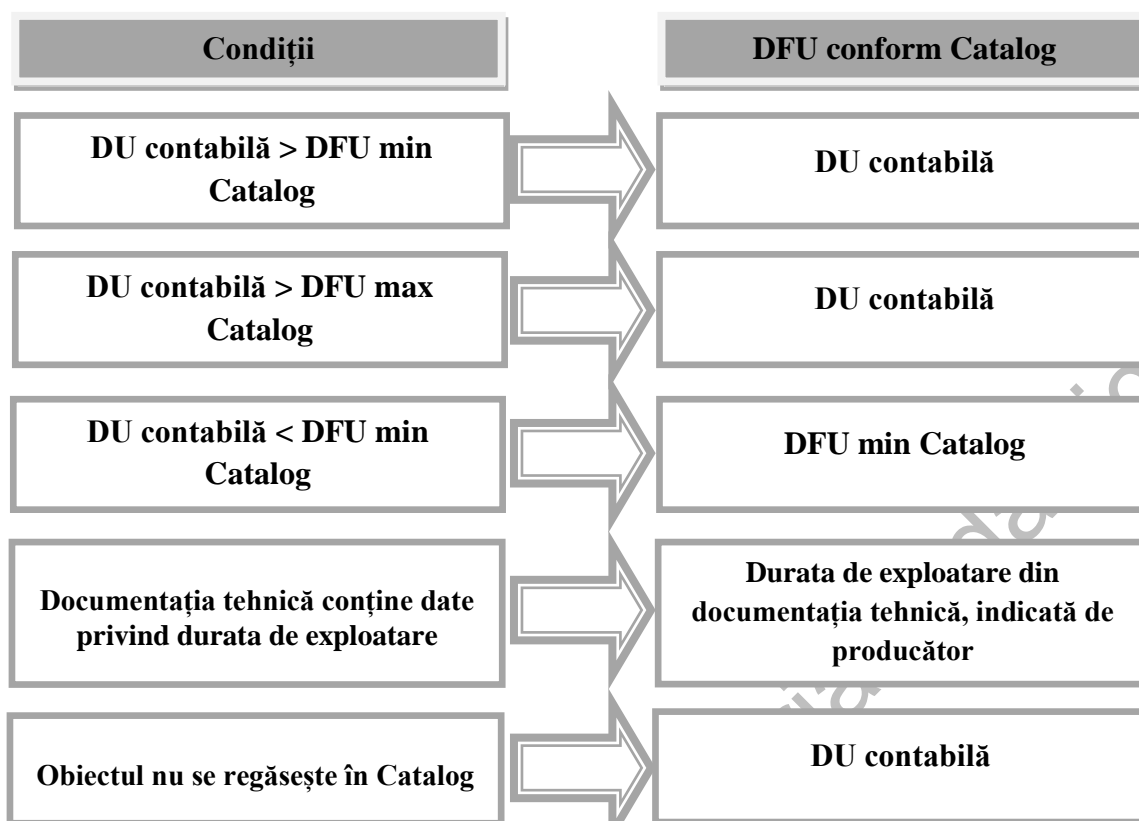 Condiții
DFU conform Catalog
DU contabilă > DFU min
Catalog
DU contabilă
DU contabilă > DFU max
Catalog
DU contabilă
DU contabilă < DFU min
Catalog
DFU min Catalog
Documentația tehnică conține date
privind durata de exploatare
Durata de exploatare din
documentația tehnică, indicată de
producător
Obiectul nu se regăsește în Catalog
DU contabilă